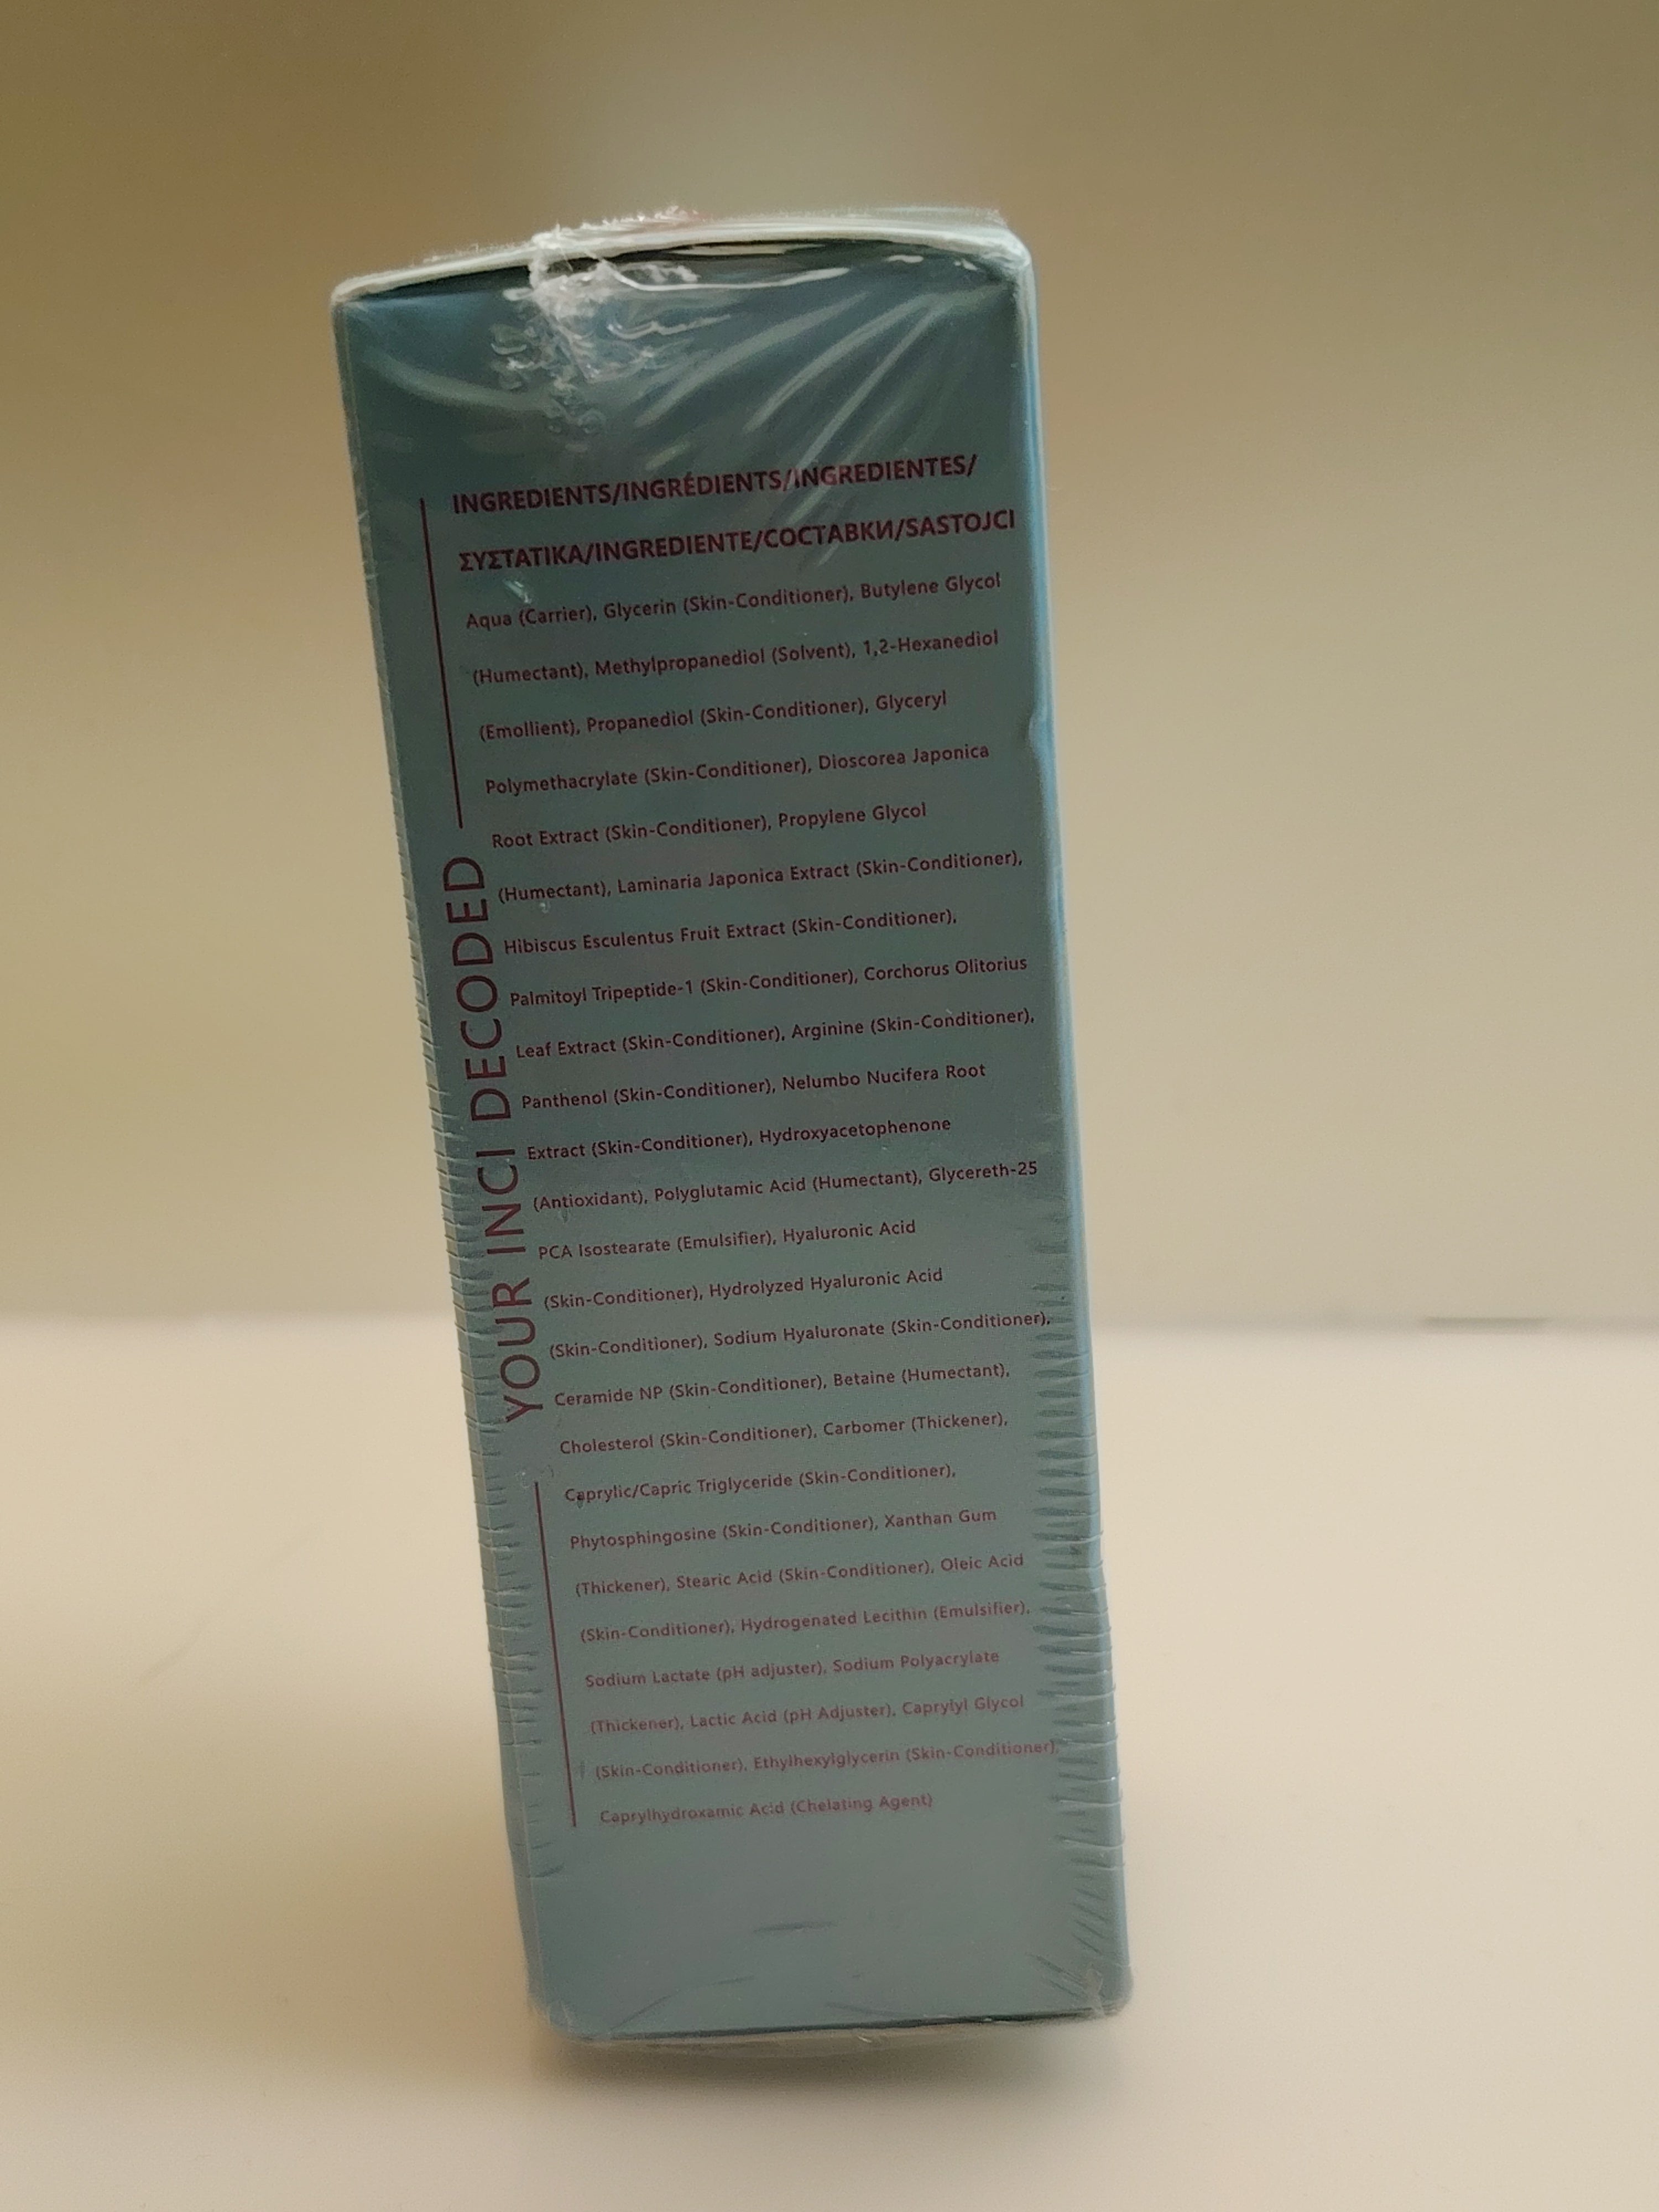 INGREDIENTS/INGRÉDIENTS/INGREDIENTES/
ΣΥΣΤΑΤΙΚΑ/INGREDIENTE/СОСТАВКИ/SASTOJCI
Aqua (Carrier), Glycerin (Skin-Conditioner), Butylene Glycol
(Humectant), Methylpropanediol (Solvent), 1,2-Hexanediol
(Emollient), Propanediol (Skin-Conditioner), Glyceryl
Polymethacrylate (Skin-Conditioner), Dioscorea Japonica
Root Extract (Skin-Conditioner), Propylene Glycol
(Humectant), Laminaria Japonica Extract (Skin-Conditioner),
Hibiscus Esculentus Fruit Extract (Skin-Conditioner),
Palmitoyl Tripeptide-1 (Skin-Conditioner), Corchorus Olitorius
Leaf Extract (Skin-Conditioner), Arginine (Skin-Conditioner),
Panthenol (Skin-Conditioner), Nelumbo Nucifera Root
Extract (Skin-Conditioner), Hydroxyacetophenone
(Antioxidant), Polyglutamic Acid (Humectant), Glycereth-25
PCA Isostearate (Emulsifier), Hyaluronic Acid
(Skin-Conditioner), Hydrolyzed Hyaluronic Acid
(Skin-Conditioner), Sodium Hyaluronate (Skin-Conditioner),
Ceramide NP (Skin-Conditioner), Betaine (Humectant),
Cholesterol (Skin-Conditioner), Carbomer (Thickener),
Caprylic/Capric Triglyceride (Skin-Conditioner),
Phytosphingosine (Skin-Conditioner), Xanthan Gum
(Thickener), Stearic Acid (Skin-Conditioner), Oleic Acid
(Skin-Conditioner), Hydrogenated Lecithin (Emulsifier),
Sodium Lactate (pH adjuster), Sodium Polyacrylate
(Thickener), Lactic Acid (pH Adjuster), Caprylyl Glycol
(Skin-Conditioner), Ethylhexylglycerin (Skin-Conditioner),
Caprylhydroxamic Acid (Chelating Agent)
YOUR INCI DECODED